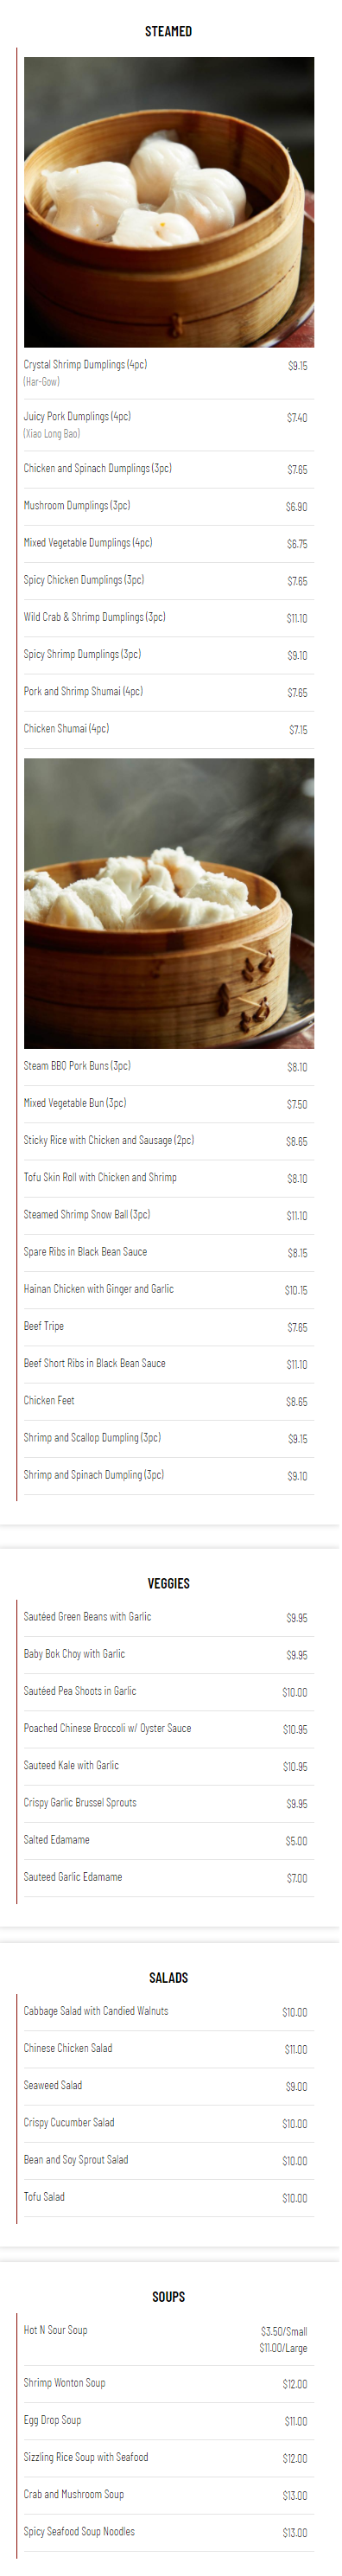 STEAMED
Crystal Shrimp Dumplings (4pc) $9.15
(Har-Gow)
Juicy Pork Dumplings (4pc) $7.40
(Xiao Long Bao)
Chicken and Spinach Dumplings (3pc) $7.65
Mushroom Dumplings (3pc) $6.90
Mixed Vegetable Dumplings (4pc) $6.75
Spicy Chicken Dumplings (3pc) $7.65
Wild Crab & Shrimp Dumplings (3pc) $11.10
Spicy Shrimp Dumplings (3pc) $9.10
Pork and Shrimp Shumai (4pc) $7.65
Chicken Shumai (4pc) $7.15
Steam BBQ Pork Buns (3pc) $8.10
Mixed Vegetable Bun (3pc) $7.50
Sticky Rice with Chicken and Sausage (2pc) $8.65
Tofu Skin Roll with Chicken and Shrimp $8.10
Steamed Shrimp Snow Ball (3pc) $11.10
Spare Ribs in Black Bean Sauce $8.15
Hainan Chicken with Ginger and Garlic $10.15
Beef Tripe $7.65
Beef Short Ribs in Black Bean Sauce $11.10
Chicken Feet $8.65
Shrimp and Scallop Dumpling (3pc) $9.15
Shrimp and Spinach Dumpling (3pc) $9.10
VEGGIES
Sautéed Green Beans with Garlic $9.95
Baby Bok Choy with Garlic $9.95
Sautéed Pea Shoots in Garlic $10.00
Poached Chinese Broccoli w/ Oyster Sauce $10.95
Sauteed Kale with Garlic $10.95
Crispy Garlic Brussel Sprouts $9.95
Salted Edamame $5.00
Sauteed Garlic Edamame $7.00
SALADS
Cabbage Salad with Candied Walnuts $10.00
Chinese Chicken Salad $11.00
Seaweed Salad $9.00
Crispy Cucumber Salad $10.00
Bean and Soy Sprout Salad $10.00
Tofu Salad $10.00
SOUPS
Hot N Sour Soup $3.50/Small
$11.00/Large
Shrimp Wonton Soup $12.00
Egg Drop Soup $11.00
Sizzling Rice Soup with Seafood $12.00
Crab and Mushroom Soup $13.00
Spicy Seafood Soup Noodles $13.00